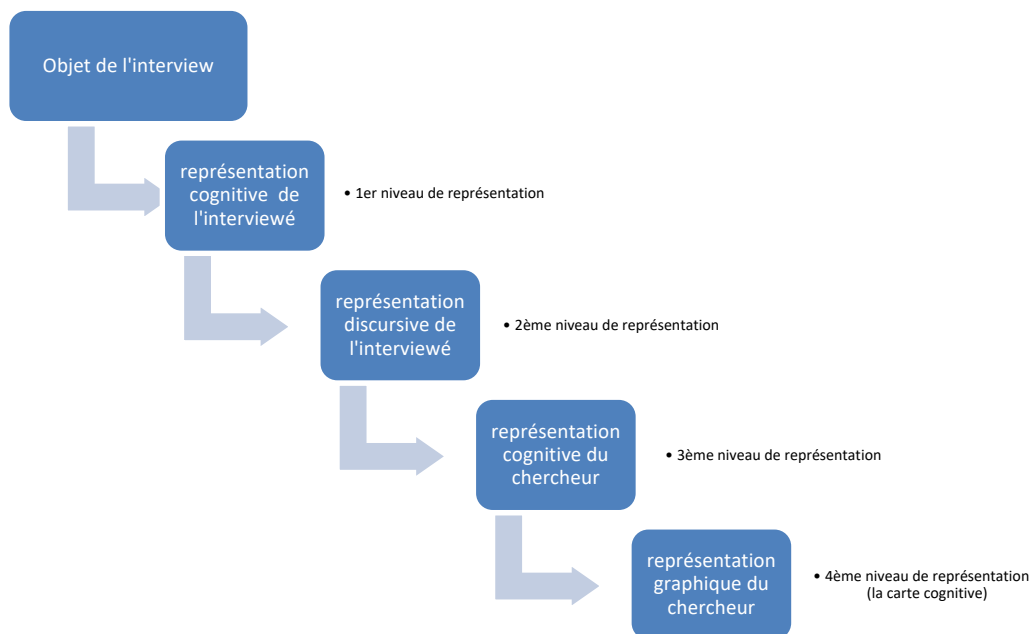 Objet de l'interview
représentation
cognitive de
l'interviewé
• 1er niveau de représentation
représentation
discursive de
l'interviewé
• 2ème niveau de représentation
représentation
cognitive du
chercheur
• 3ème niveau de représentation
représentation
graphique du
chercheur
• 4ème niveau de représentation
(la carte cognitive)